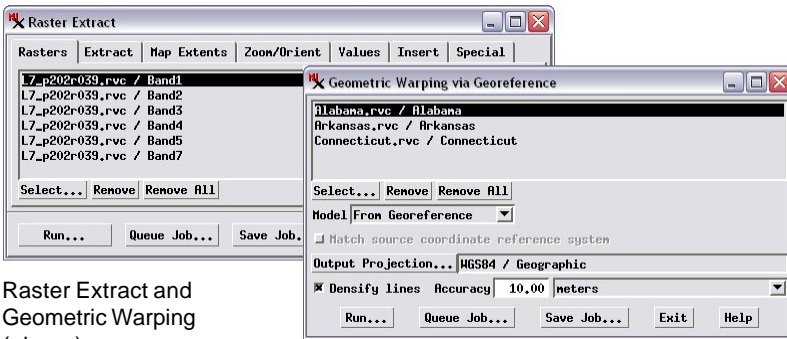 Raster Extract
Rasters Extract Map Extents Zoom/Orient Values Insert Special
L7_p202r039.rvc / Band1
L7_p202r039.rvc / Band2
L7_p202r039.rvc / Band3
L7_p202r039.rvc / Band4
L7_p202r039.rvc / Band5
L7_p202r039.rvc / Band7
Select... Remove Remove All
Run... Queue Job... Save Job.
Geometric Warping via Georeference
Alabama.rvc / Alabama
Arkansas.rvc / Arkansas
Connecticut.rvc / Connecticut
Select... Remove Remove All
Model From Georeference
Match source coordinate reference system
Output Projection... WGS84 / Geographic
Densify lines Accuracy 10.00 meters
Run... Queue Job... Save Job... Exit Help
Raster Extract and
Geometric Warping